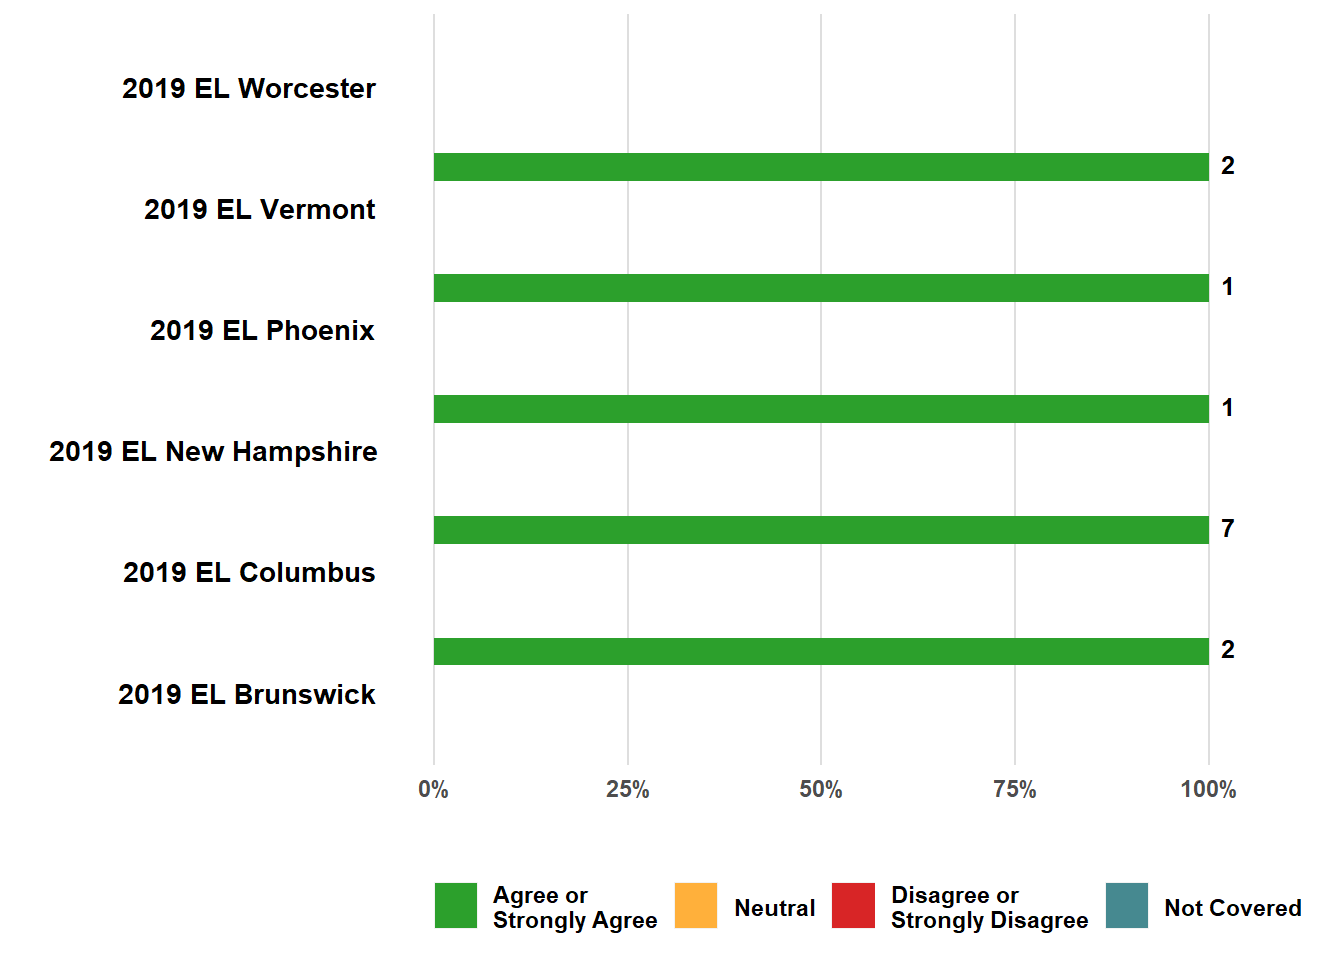 2019 EL Worcester
2
2019 EL Vermont
1
2019 EL Phoenix
1
2019 EL New Hampshire
7
2019 EL Columbus
2
2019 EL Brunswick
0% 25% 50% 75% 100%
Agree or
Strongly Agree
Neutral
Disagree or
Strongly Disagree
Not Covered